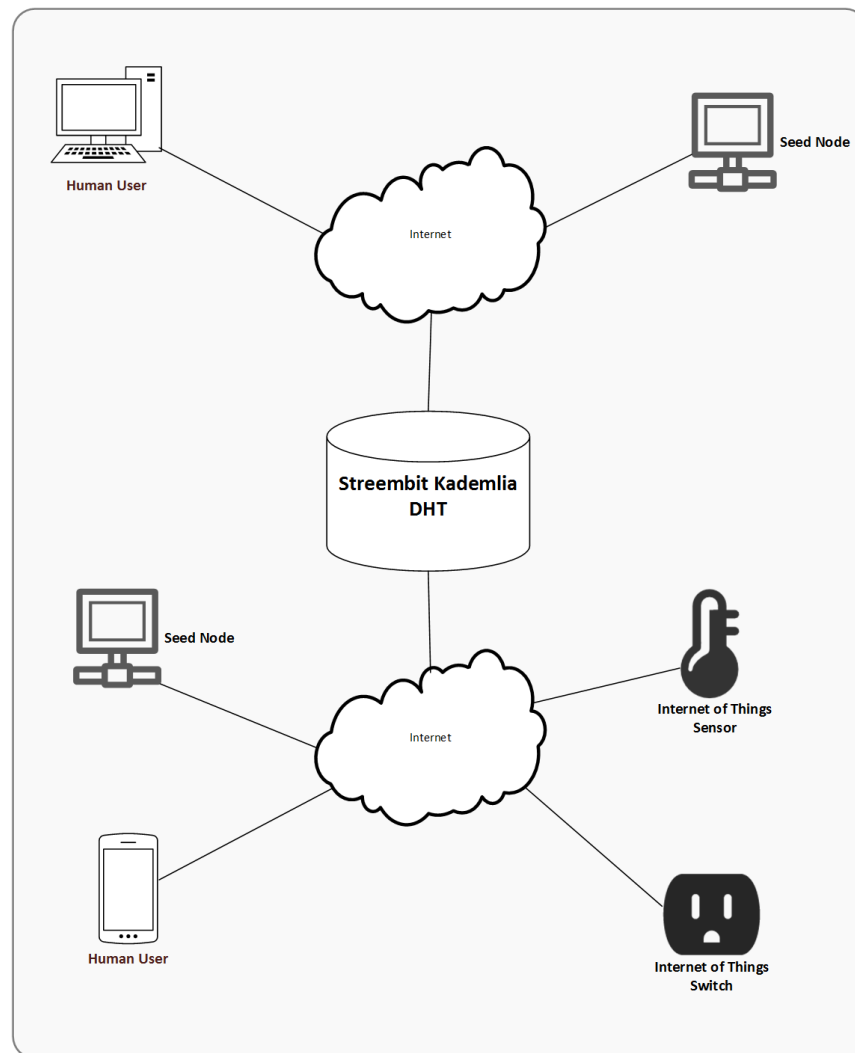 Human User
Seed Node
Internet
Streembit Kademlia
DHT
Seed Node
Internet of Things
Sensor
Internet
Human User
Internet of Things
Switch